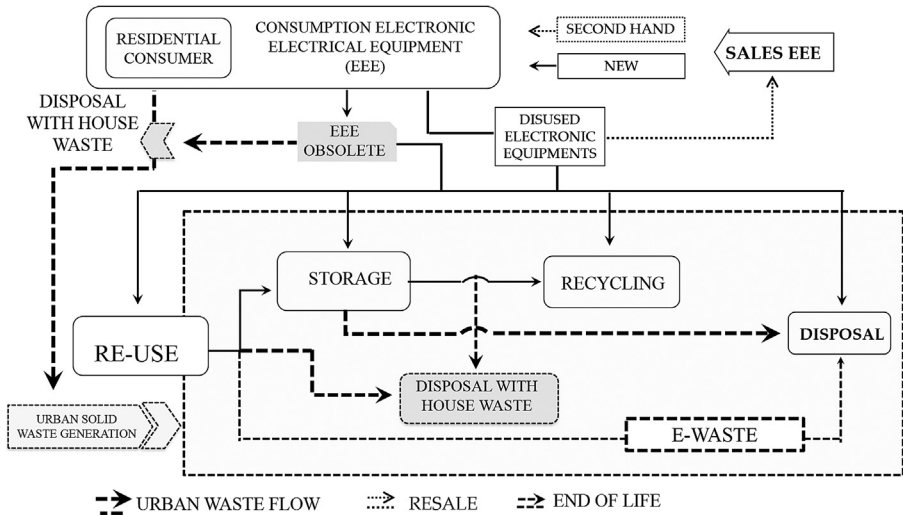 RESIDENTIAL
CONSUMER
CONSUMPTION ELECTRONIC
ELECTRICAL EQUIPMENT
(EEE)
SECOND HAND
NEW
SALES EEE
DISPOSAL
WITH HOUSE
WASTE
EEE
OBSOLETE
DISUSED
ELECTRONIC
EQUIPMENTS
STORAGE
RECYCLING
RE-USE
DISPOSAL
DISPOSAL WITH
HOUSE WASTE
URBAN SOLID
WASTE GENERATION
E-WASTE
URBAN WASTE FLOW
RESALE
END OF LIFE